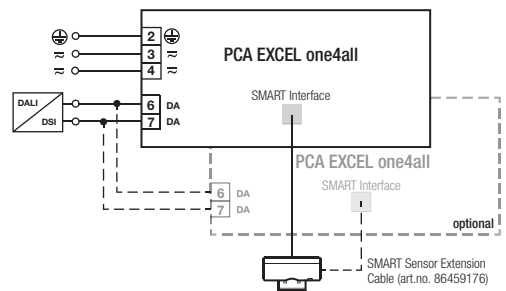 2
3
4
PCA EXCEL one4all
SMART Interface
DALI
DSI
6 DA
7 DA
PCA EXCEL one4all
SMART Interface
6 DA
7 DA
optional
SMART Sensor Extension
Cable (art.no. 86459176)